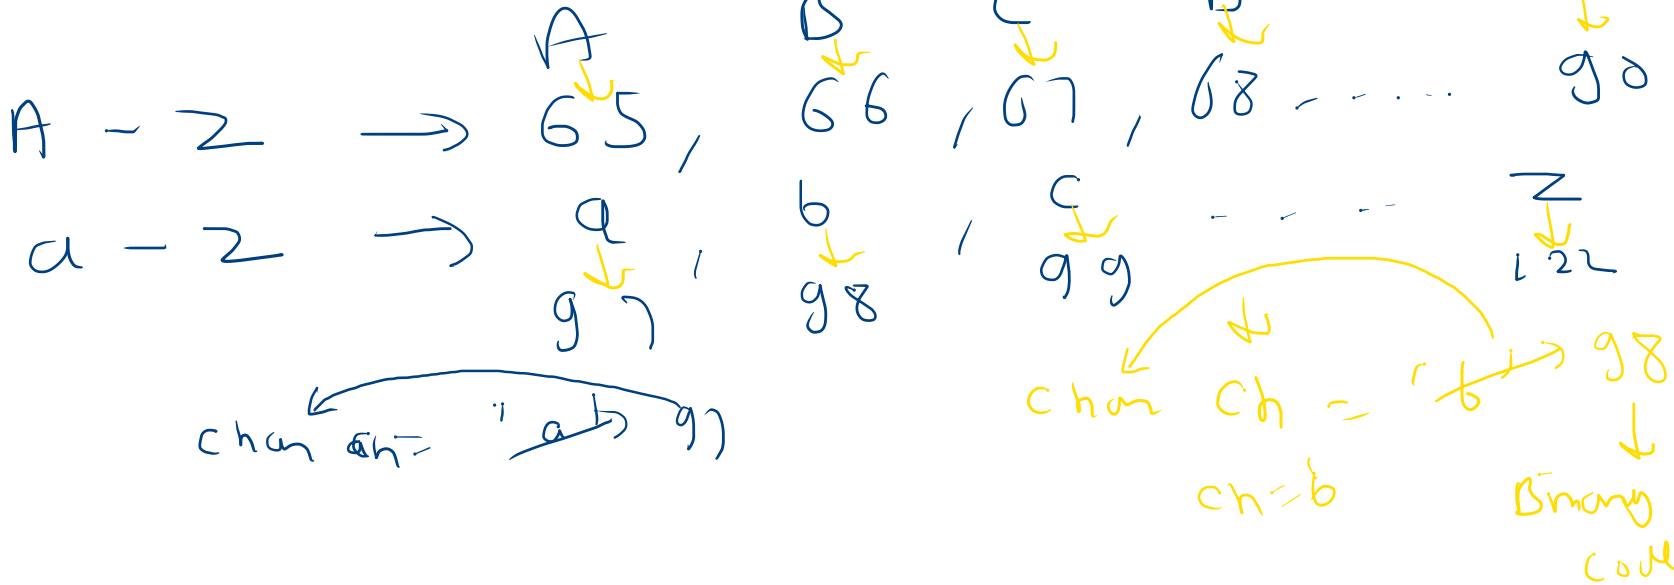 A B C D
A - Z → 65, 66, 67, 68 ..... 90
a b c z
a - z → 97, 98, 99 .... 122
char ch = 'a' 97
char ch = 'b' → 98
ch = b
Binary
code